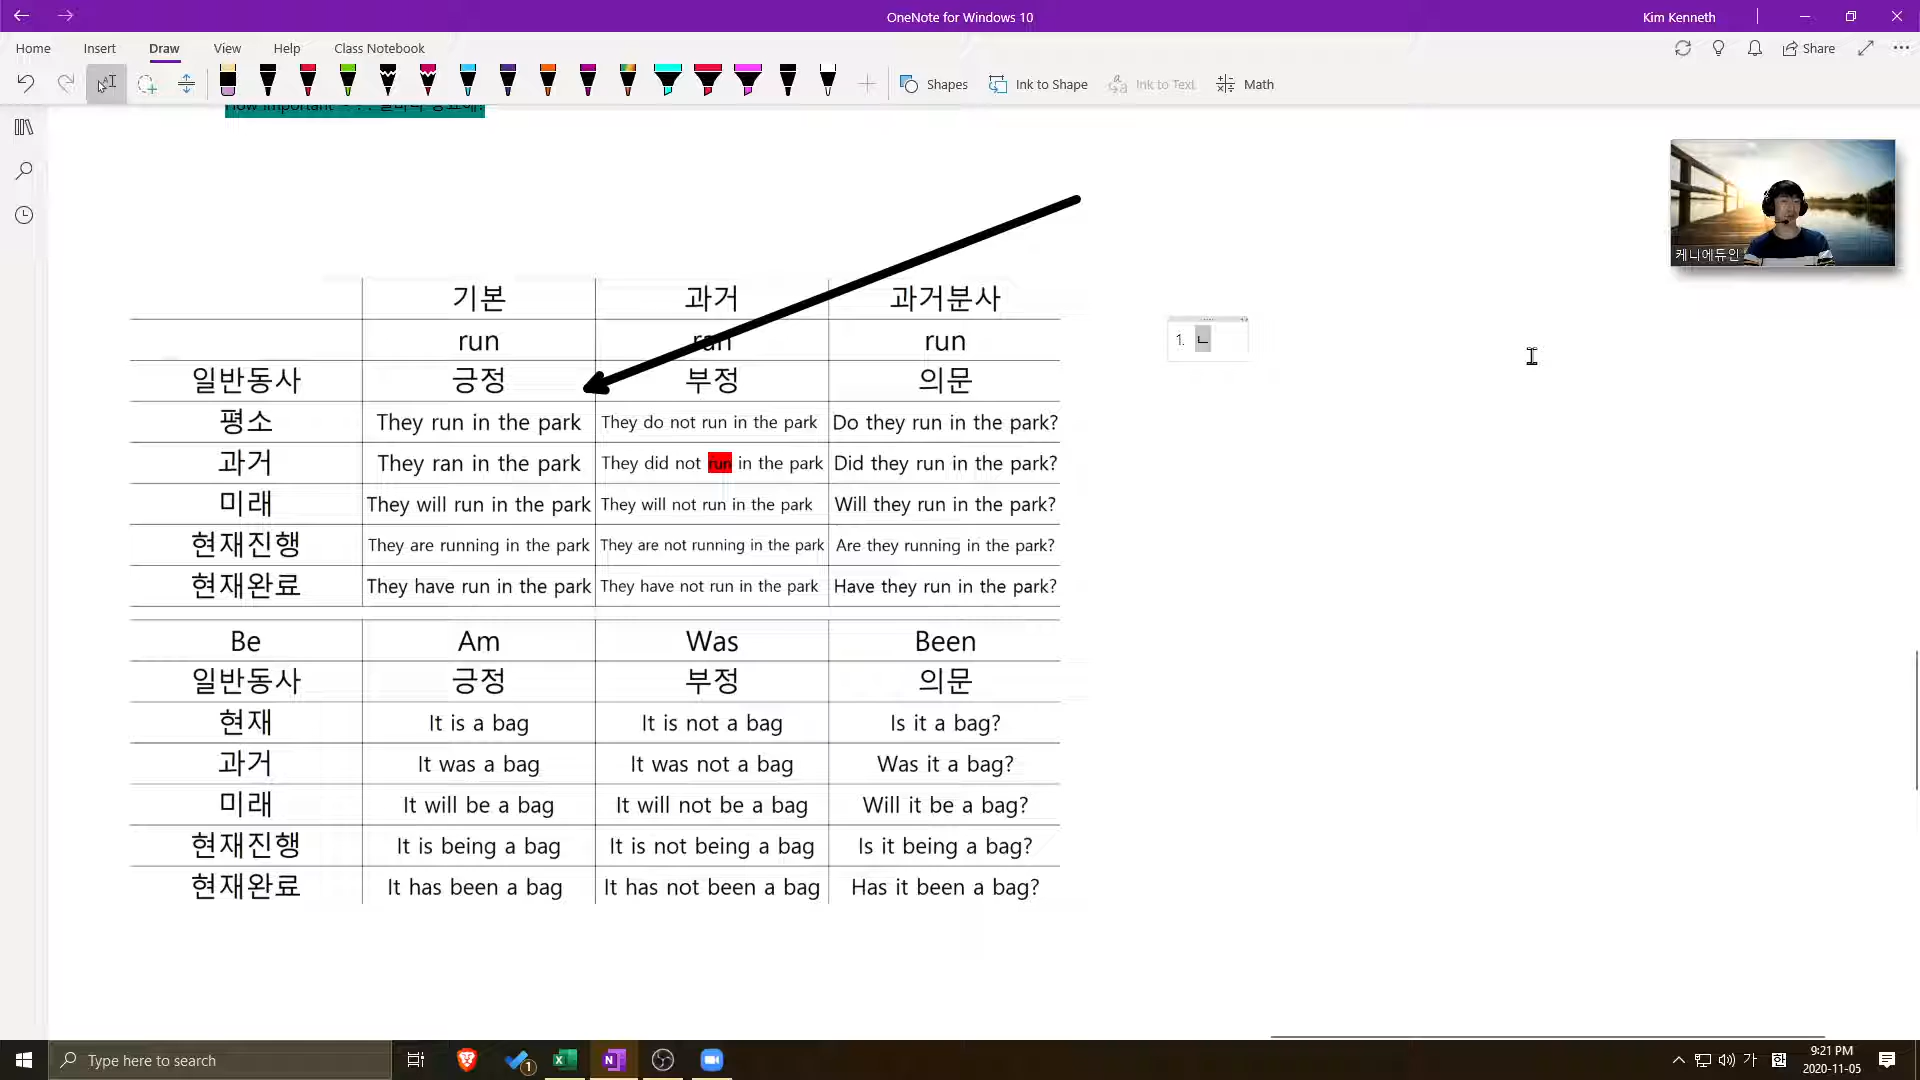 OneNote for Windows 10
Kim Kenneth
Home Insert Draw View Help Class Notebook
Share
Shapes Ink to Shape Ink to Text Math
How important
케니에듀인
기본 과거 과거분사
run ran run
일반동사 긍정 부정 의문
평소 They run in the park They do not run in the park Do they run in the park?
과거 They ran in the park They did not run in the park Did they run in the park?
미래 They will run in the park They will not run in the park Will they run in the park?
현재진행 They are running in the park They are not running in the park Are they running in the park?
현재완료 They have run in the park They have not run in the park Have they run in the park?
1. ㄴ
Be Am Was Been
일반동사 긍정 부정 의문
현재 It is a bag It is not a bag Is it a bag?
과거 It was a bag It was not a bag Was it a bag?
미래 It will be a bag It will not be a bag Will it be a bag?
현재진행 It is being a bag It is not being a bag Is it being a bag?
현재완료 It has been a bag It has not been a bag Has it been a bag?
Type here to search
1
가
9:21 PM
2020-11-05